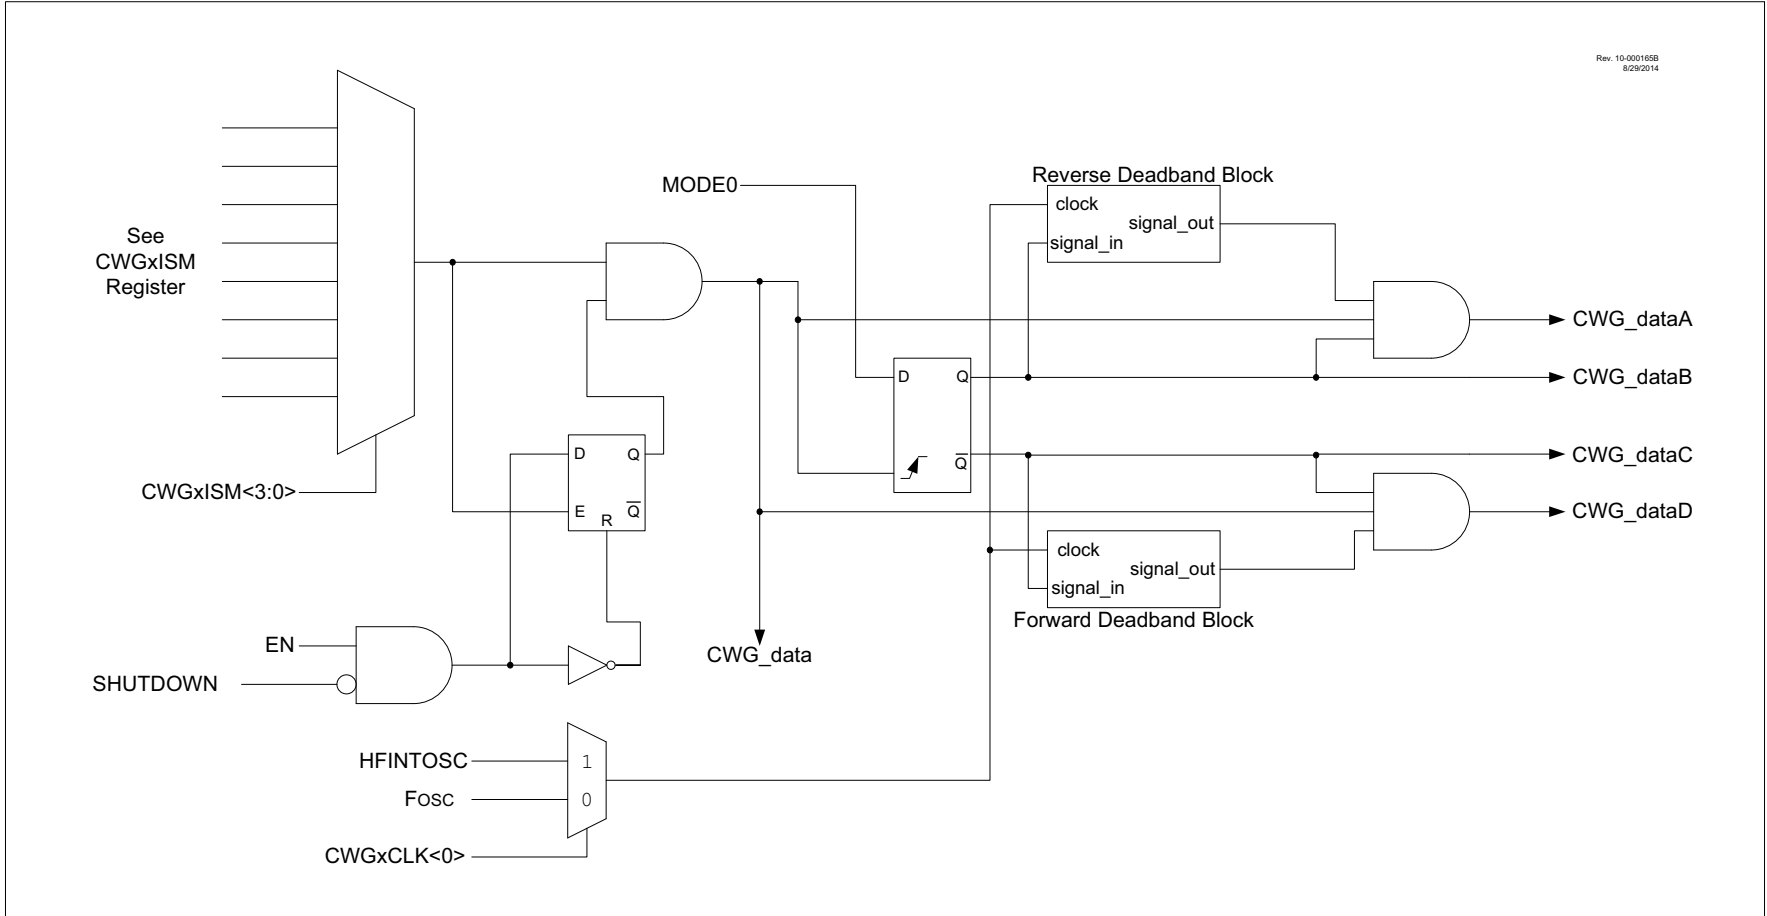 Rev. 10-000165B
8/29/2014
See
CWGxISM
Register
CWGxISM<3:0>
MODE0
Reverse Deadband Block
clock
signal_in
signal_out
D
Q
Q
D
Q
E
R
Q
CWG_dataA
CWG_dataB
CWG_dataC
CWG_dataD
clock
signal_in
signal_out
Forward Deadband Block
CWG_data
EN
SHUTDOWN
HFINTOSC
1
FOSC
0
CWGxCLK<0>